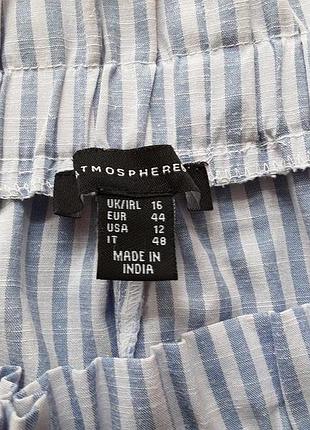 ATMOSPHERE
UK/IRL 16
EUR 44
USA 12
IT 48
MADE IN
INDIA